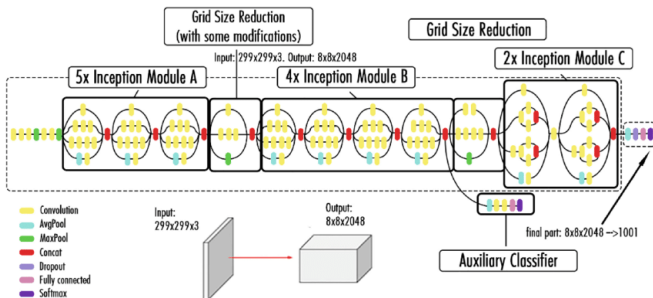 Grid Size Reduction
(with some modifications)
Grid Size Reduction
Input: 299x299x3. Output: 8x8x2048
5x Inception Module A
4x Inception Module B
2x Inception Module C
Convolution
AvgPool
MaxPool
Concat
Dropout
Fully connected
Softmax
Input:
299x299x3
Output:
8x8x2048
Auxiliary Classifier
final part: 8x8x2048 —>1001